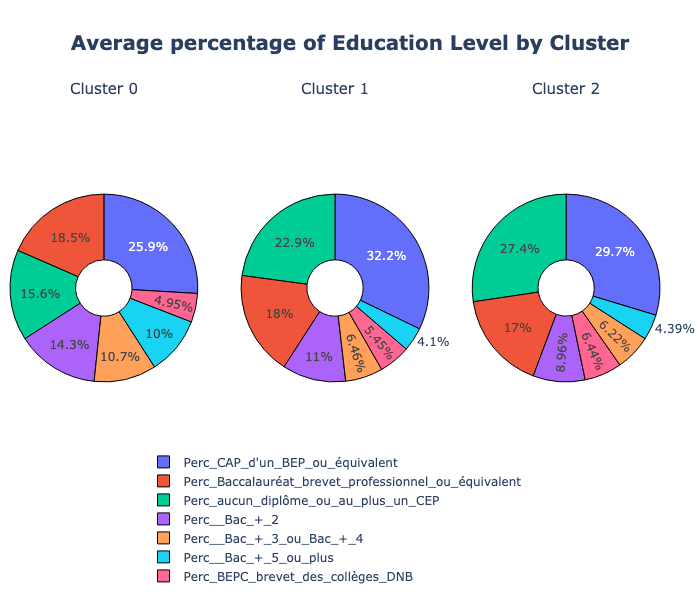 Average percentage of Education Level by Cluster
Cluster 0
Cluster 1
Cluster 2
25.9%
18.5%
15.6%
14.3%
10.7%
10%
4.95%
32.2%
22.9%
18%
11%
6.46%
5.45%
4.1%
29.7%
27.4%
17%
8.96%
6.44%
6.22%
4.39%
Perc_CAP_d'un_BEP_ou_équivalent
Perc_Baccalauréat_brevet_professionnel_ou_équivalent
Perc_aucun_diplôme_ou_au_plus_un_CEP
Perc__Bac_+_2
Perc__Bac_+_3_ou_Bac_+_4
Perc__Bac_+_5_ou_plus
Perc_BEPC_brevet_des_collèges_DNB